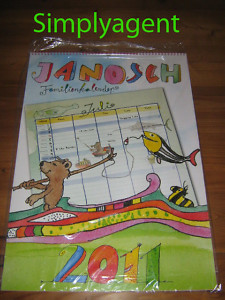 Simplyagent
JANOSCH
Familienkalender
Juli
2011